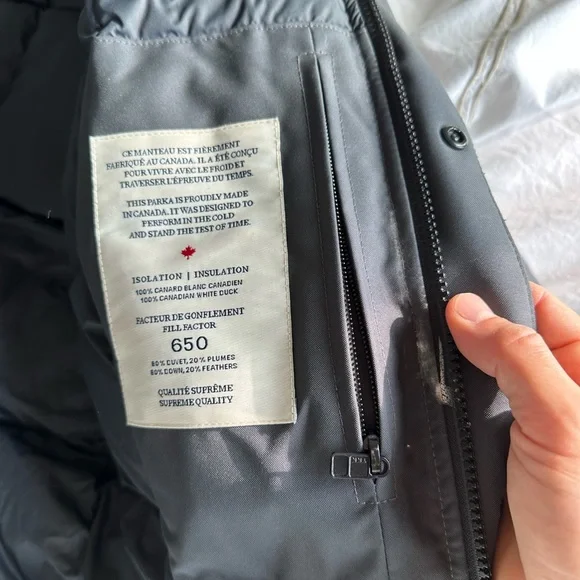 CE MANTEAU EST FIÈREMENT
FABRIQUÉ AU CANADA. IL A ÉTÉ CONÇU
POUR VIVRE AVEC LE FROID ET
TRAVERSER L'ÉPREUVE DU TEMPS.
THIS PARKA IS PROUDLY MADE
IN CANADA. IT WAS DESIGNED TO
PERFORM IN THE COLD
AND STAND THE TEST OF TIME.
ISOLATION | INSULATION
100% CANARD BLANC CANADIEN
100% CANADIAN WHITE DUCK
FACTEUR DE GONFLEMENT
FILL FACTOR
650
80% DUVET, 20% PLUMES
80% DOWN, 20% FEATHERS
QUALITÉ SUPRÊME
SUPREME QUALITY